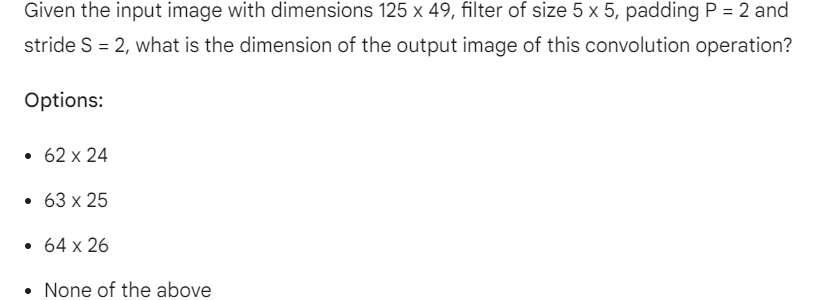 Given the input image with dimensions 125 x 49, filter of size 5 x 5, padding P = 2 and
stride S = 2, what is the dimension of the output image of this convolution operation?
Options:
• 62 x 24
• 63 x 25
• 64 x 26
• None of the above